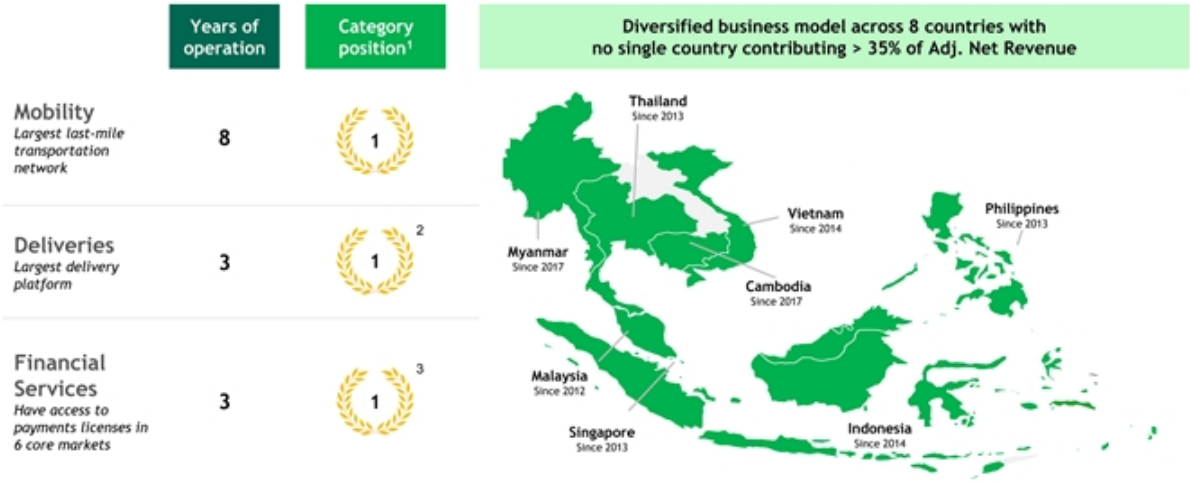 Years of
operation
Category
position¹
Diversified business model across 8 countries with
no single country contributing > 35% of Adj. Net Revenue
Mobility
Largest last-mile
transportation
network
8
1
Deliveries
Largest delivery
platform
3
1
2
Financial
Services
Have access to
payments licenses in
6 core markets
3
1
3
Thailand
Since 2013
Vietnam
Since 2014
Philippines
Since 2013
Myanmar
Since 2017
Cambodia
Since 2017
Malaysia
Since 2012
Singapore
Since 2013
Indonesia
Since 2014